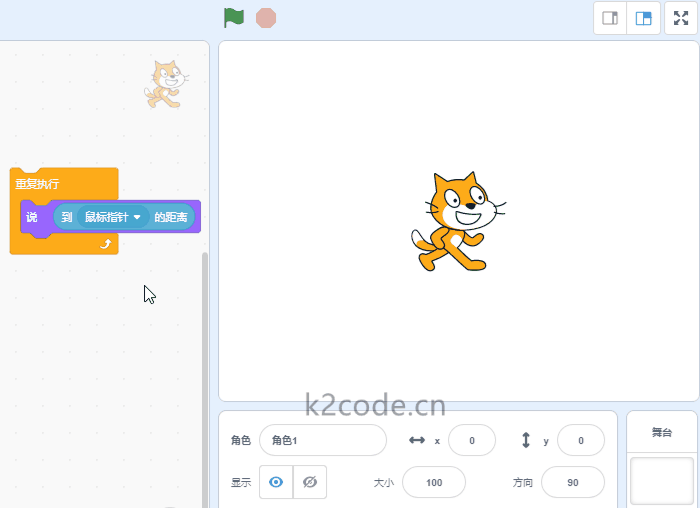 重复执行
说 到 鼠标指针 的距离
k2code.cn
角色 角色1 x 0 y 0
显示 大小 100 方向 90
舞台